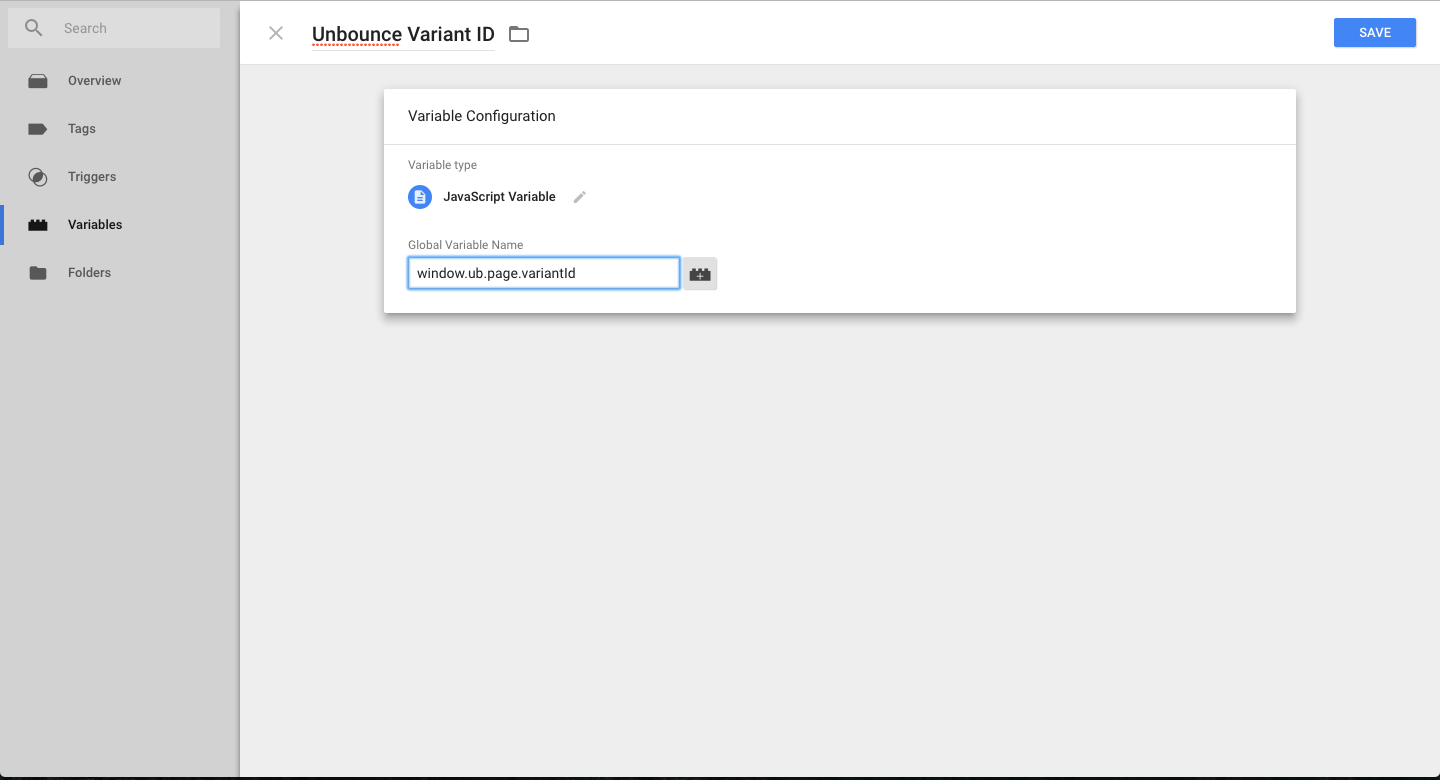 Search
Overview
Tags
Triggers
Variables
Folders
Unbounce Variant ID
SAVE
Variable Configuration
Variable type
JavaScript Variable
Global Variable Name
window.ub.page.variantId